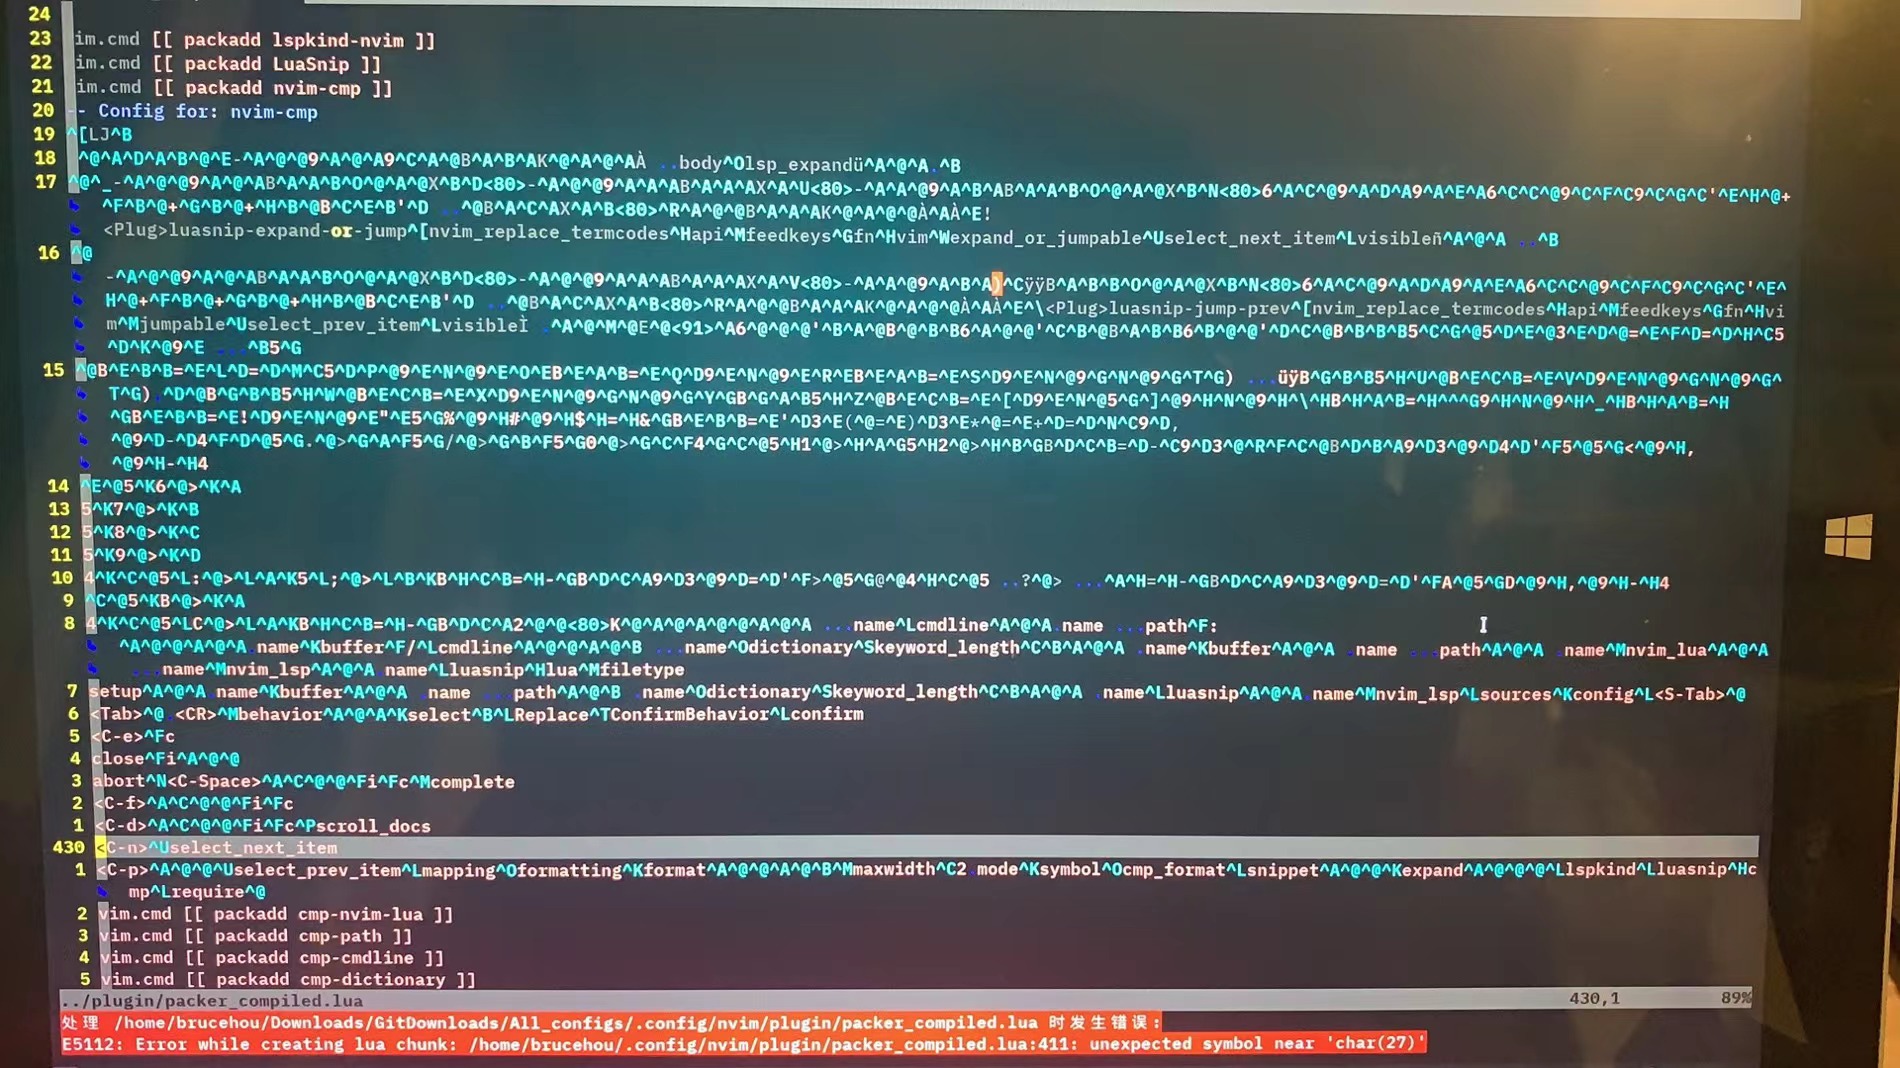 24
23 im.cmd [[ packadd lspkind-nvim ]]
22 im.cmd [[ packadd LuaSnip ]]
21 im.cmd [[ packadd nvim-cmp ]]
20 -- Config for: nvim-cmp
19 ^[LJ^B
18 ^@^A^D^A^B^@^E-^A^@^@9^A^@^A9^C^A^@B^A^B^AK^@^A^@^AÀ ..body^Olsp_expandü^A^@^A.^B
17 ^@^_-^A^@^@9^A^@^AB^A^A^B^O^@^A^@X^B^D<80>-^A^@^@9^A^A^AB^A^A^AX^A^U<80>-^A^A^@9^A^B^AB^A^A^B^O^@^A^@X^B^N<80>6^A^C^@9^A^D^A9^A^E^A6^C^C^@9^C^F^C9^C^G^C'^E^H^@+
^F^B^@+^G^B^@+^H^B^@B^C^E^B'^D ..^@B^A^C^AX^A^B<80>^R^A^@^@B^A^A^AK^@^A^@^@À^AÀ^E!
<Plug>luasnip-expand-or-jump^[nvim_replace_termcodes^Hapi^Mfeedkeys^Gfn^Hvim^Wexpand_or_jumpable^Uselect_next_item^Lvisibleñ^A^@^A ..^B
16 ^@
-^A^@^@9^A^@^AB^A^A^B^O^@^A^@X^B^D<80>-^A^@^@9^A^A^AB^A^A^AX^A^V<80>-^A^A^@9^A^B^A)^CÿÿB^A^B^B^O^@^A^@X^B^N<80>6^A^C^@9^A^D^A9^A^E^A6^C^C^@9^C^F^C9^C^G^C'^E^
H^@+^F^B^@+^G^B^@+^H^B^@B^C^E^B'^D ..^@B^A^C^AX^A^B<80>^R^A^@^@B^A^A^AK^@^A^@^@À^AÀ^E^\<Plug>luasnip-jump-prev^[nvim_replace_termcodes^Hapi^Mfeedkeys^Gfn^Hvi
m^Mjumpable^Uselect_prev_item^LvisibleÌ .^A^@^M^@^E^@<91>^A6^@^@^@'^B^A^@B^@^B^B6^A^@^@'^C^B^@B^A^B^B6^B^@^@'^D^C^@B^B^B^B5^C^G^@5^D^E^@3^E^D^@=^E^F^D=^D^H^C5
^D^K^@9^E ...^B5^G
15 ^@B^E^B^B=^E^L^D=^D^M^C5^D^P^@9^E^N^@9^E^O^EB^E^A^B=^E^Q^D9^E^N^@9^E^R^EB^E^A^B=^E^S^D9^E^N^@9^G^N^@9^G^T^G) ...üÿB^G^B^B5^H^U^@B^E^C^B=^E^V^D9^E^N^@9^G^N^@9^G^
T^G).^D^@B^G^B^B5^H^W^@B^E^C^B=^E^X^D9^E^N^@9^G^N^@9^G^Y^GB^G^A^B5^H^Z^@B^E^C^B=^E^[^D9^E^N^@5^G^]^@9^H^N^@9^H^\^HB^H^A^B=^H^^^G9^H^N^@9^H^_^HB^H^A^B=^H
^GB^E^B^B=^E!^D9^E^N^@9^E"^E5^G%^@9^H#^@9^H$^H=^H&^GB^E^B^B=^E'^D3^E(^@=^E)^D3^E*^@=^E+^D=^D^N^C9^D,
^@9^D-^D4^F^D^@5^G.^@>^G^A^F5^G/^@>^G^B^F5^G0^@>^G^C^F4^G^C^@5^H1^@>^H^A^G5^H2^@>^H^B^GB^D^C^B=^D-^C9^D3^@^R^F^C^@B^D^B^A9^D3^@9^D4^D'^F5^@5^G<^@9^H,
^@9^H-^H4
14 ^E^@5^K6^@>^K^A
13 5^K7^@>^K^B
12 5^K8^@>^K^C
11 5^K9^@>^K^D
10 4^K^C^@5^L:^@>^L^A^K5^L;^@>^L^B^KB^H^C^B=^H-^GB^D^C^A9^D3^@9^D=^D'^F>^@5^G@^@4^H^C^@5 ..?^@> ...^A^H=^H-^GB^D^C^A9^D3^@9^D=^D'^FA^@5^GD^@9^H,^@9^H-^H4
9 ^C^@5^KB^@>^K^A
8 4^K^C^@5^LC^@>^L^A^KB^H^C^B=^H-^GB^D^C^A2^@^@<80>K^@^A^@^A^@^A^@^A^@^A ...name^Lcmdline^A^@^A.name ...path^F:
^A^@^@^A^@^A.name^Kbuffer^F/^Lcmdline^A^@^@^A^@^B ...name^Odictionary^Skeyword_length^C^B^A^@^A .name^Kbuffer^A^@^A .name ...path^A^@^A .name^Mnvim_lua^A^@^A
...name^Mnvim_lsp^A^@^A.name^Lluasnip^Hlua^Mfiletype
7 setup^A^@^A.name^Kbuffer^A^@^A .name ...path^A^@^B .name^Odictionary^Skeyword_length^C^B^A^@^A .name^Lluasnip^A^@^A.name^Mnvim_lsp^Lsources^Kconfig^L<S-Tab>^@
6 <Tab>^@.<CR>^Mbehavior^A^@^A^Kselect^B^LReplace^TConfirmBehavior^Lconfirm
5 <C-e>^Fc
4 close^Fi^A^@^@
3 abort^N<C-Space>^A^C^@^@^Fi^Fc^Mcomplete
2 <C-f>^A^C^@^@^Fi^Fc
1 <C-d>^A^C^@^@^Fi^Fc^Pscroll_docs
430 <C-n>^Uselect_next_item
1 <C-p>^A^@^@^Uselect_prev_item^Lmapping^Oformatting^Kformat^A^@^@^A^@^B^Mmaxwidth^C2.mode^Ksymbol^Ocmp_format^Lsnippet^A^@^@^Kexpand^A^@^@^@^Llspkind^Lluasnip^Hc
mp^Lrequire^@
2 vim.cmd [[ packadd cmp-nvim-lua ]]
3 vim.cmd [[ packadd cmp-path ]]
4 vim.cmd [[ packadd cmp-cmdline ]]
5 vim.cmd [[ packadd cmp-dictionary ]]
../plugin/packer_compiled.lua 430,1 89%
处理 /home/brucehou/Downloads/GitDownloads/All_configs/.config/nvim/plugin/packer_compiled.lua 时发生错误:
E5112: Error while creating lua chunk: /home/brucehou/.config/nvim/plugin/packer_compiled.lua:411: unexpected symbol near 'char(27)'